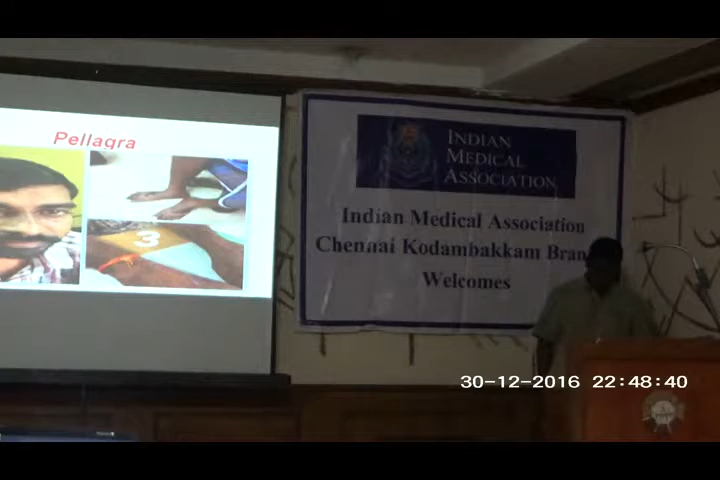 Pellagra
3
INDIAN
MEDICAL
ASSOCIATION
Indian Medical Association
Chennai Kodambakkam Bran
Welcomes
30-12-2016 22:48:40